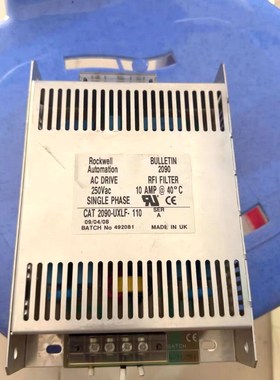 Rockwell Automation BULLETIN 2090
AC DRIVE RFI FILTER
250Vac 10 AMP @ 40°C
SINGLE PHASE
CAT 2090-UXLF- 110 SER A
09/04/08
BATCH No 492081 MADE IN UK